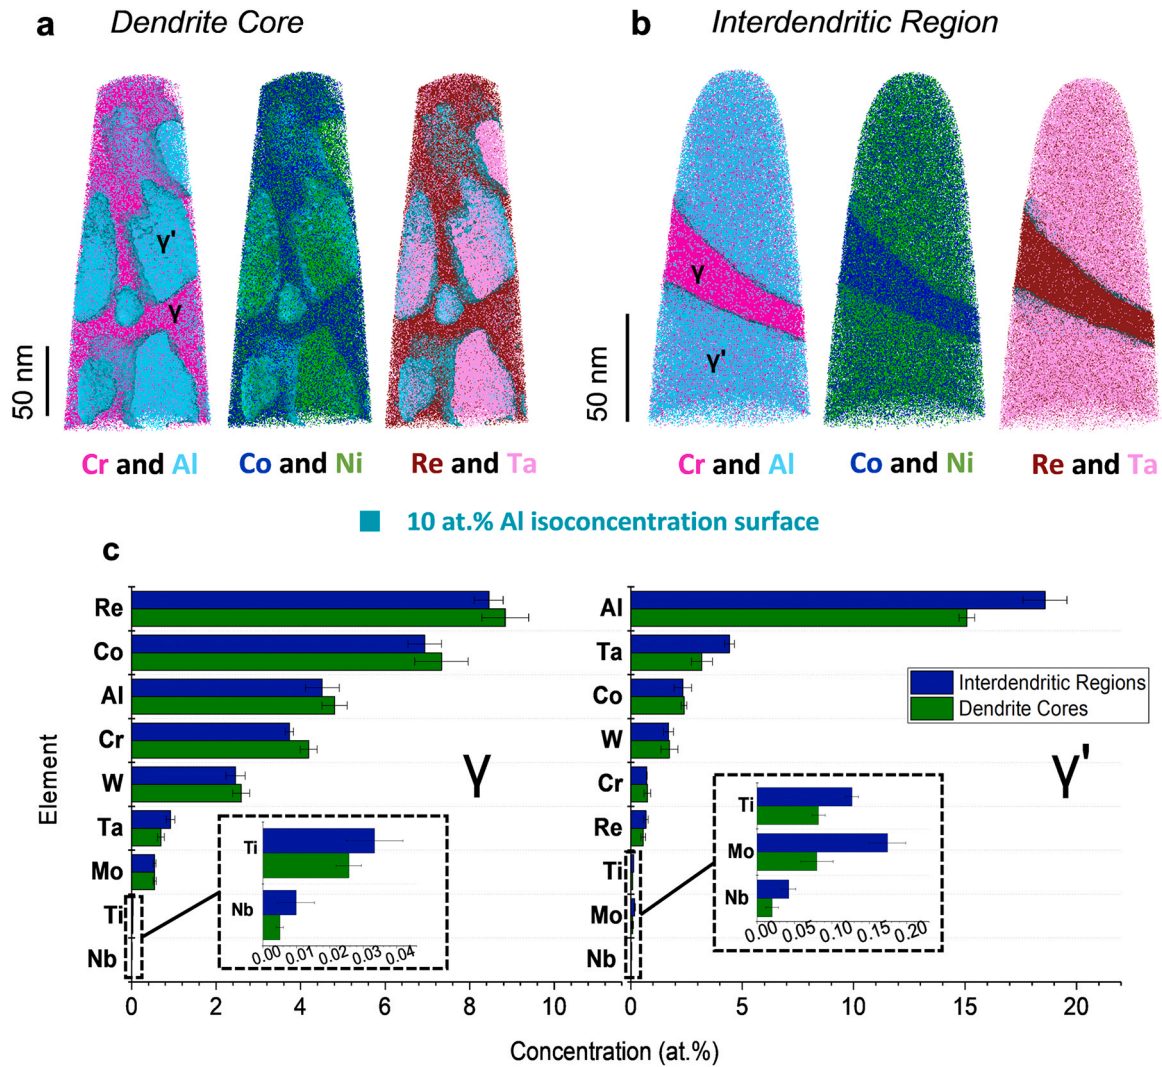 a Dendrite Core
b Interdendritic Region
γ'
γ
50 nm
γ
γ'
50 nm
Cr and Al
Co and Ni
Re and Ta
Cr and Al
Co and Ni
Re and Ta
10 at.% Al isoconcentration surface
c
Element
Re
Co
Al
Cr
W
Ta
Mo
Ti
Nb
γ
Ti
Nb
0.00 0.01 0.02 0.03 0.04
0 2 4 6 8 10
Al
Ta
Co
W
Cr
Re
Ti
Mo
Nb
Interdendritic Regions
Dendrite Cores
γ'
Ti
Mo
Nb
0.00 0.05 0.10 0.15 0.20
0 5 10 15 20
Concentration (at.%)